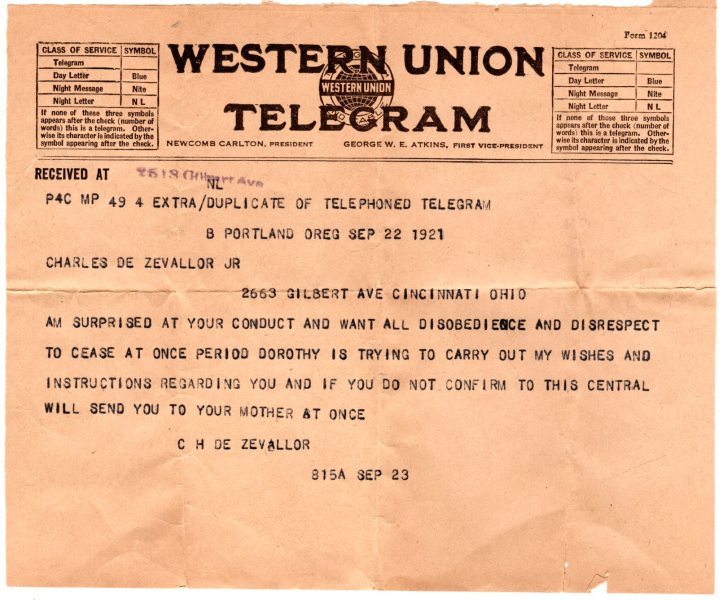 Form 1204
CLASS OF SERVICE SYMBOL
Telegram
Day Letter Blue
Night Message Nite
Night Letter N L
If none of these three symbols
appears after the check (number of
words) this is a telegram. Other-
wise its character is indicated by the
symbol appearing after the check.
WESTERN UNION
WESTERN UNION
TELEGRAM
NEWCOMB CARLTON, PRESIDENT GEORGE W. E. ATKINS, FIRST VICE-PRESIDENT
CLASS OF SERVICE SYMBOL
Telegram
Day Letter Blue
Night Message Nite
Night Letter N L
If none of these three symbols
appears after the check (number of
words) this is a telegram. Other-
wise its character is indicated by the
symbol appearing after the check.
RECEIVED AT Ave
NL
P4C MP 49 4 EXTRA/DUPLICATE OF TELEPHONED TELEGRAM
B PORTLAND OREG SEP 22 1921
CHARLES DE ZEVALLOR JR
2663 GILBERT AVE CINCINNATI OHIO
AM SURPRISED AT YOUR CONDUCT AND WANT ALL DISOBEDIENCE AND DISRESPECT
TO CEASE AT ONCE PERIOD DOROTHY IS TRYING TO CARRY OUT MY WISHES AND
INSTRUCTIONS REGARDING YOU AND IF YOU DO NOT CONFIRM TO THIS CENTRAL
WILL SEND YOU TO YOUR MOTHER AT ONCE
C H DE ZEVALLOR
815A SEP 23